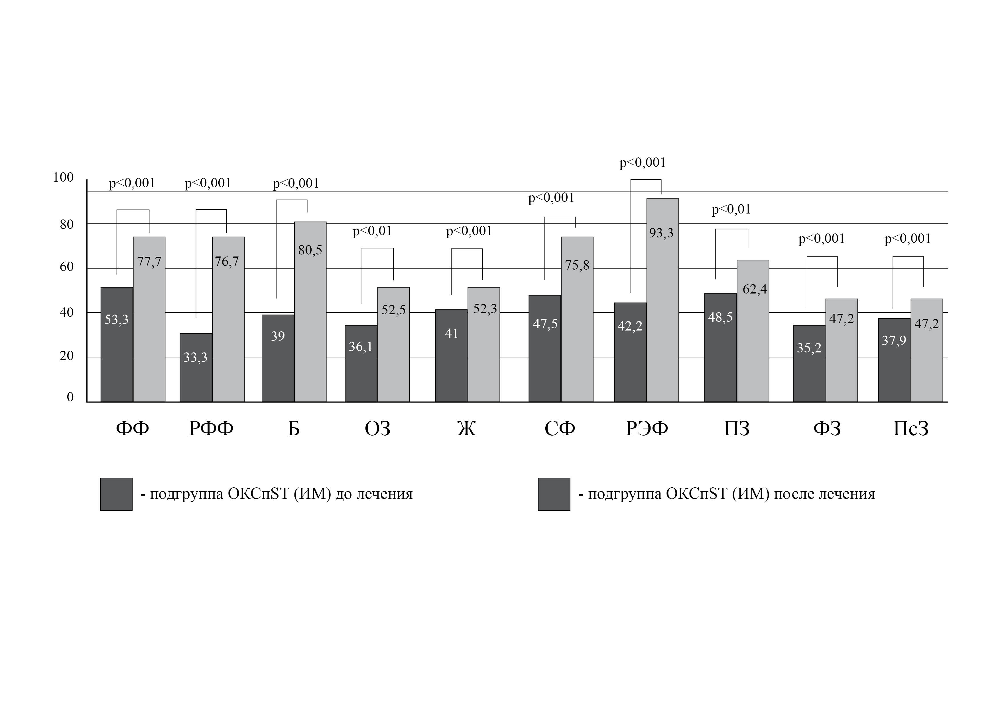 p<0,001
100
p<0,001
p<0,001
p<0,001
p<0,001
p<0,01
80
p<0,01
p<0,001
93,3
p<0,001
p<0,001
80,5
77,7
76,7
75,8
60
62,4
52,5
52,3
40
48,5
47,2
53,3
47,5
42,2
47,2
41
39
37,9
36,1
35,2
20
33,3
0
ФФ
РФФ
Б
ОЗ
Ж
СФ
РЭФ
ПЗ
ФЗ
ПсЗ
- подгруппа ОКСпST (ИМ) до лечения
- подгруппа ОКСпST (ИМ) после лечения